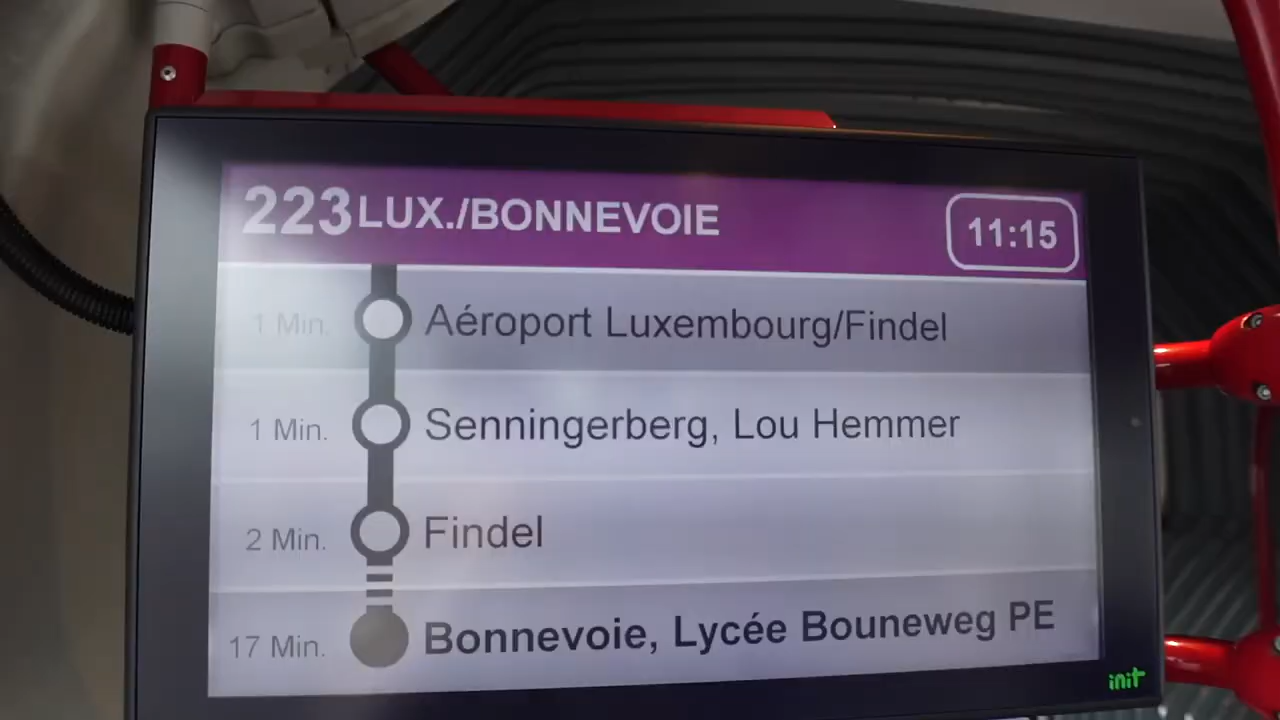 223 LUX./BONNEVOIE 11:15
1 Min. Aéroport Luxembourg/Findel
1 Min. Senningerberg, Lou Hemmer
2 Min. Findel
17 Min. Bonnevoie, Lycée Bouneweg PE
init